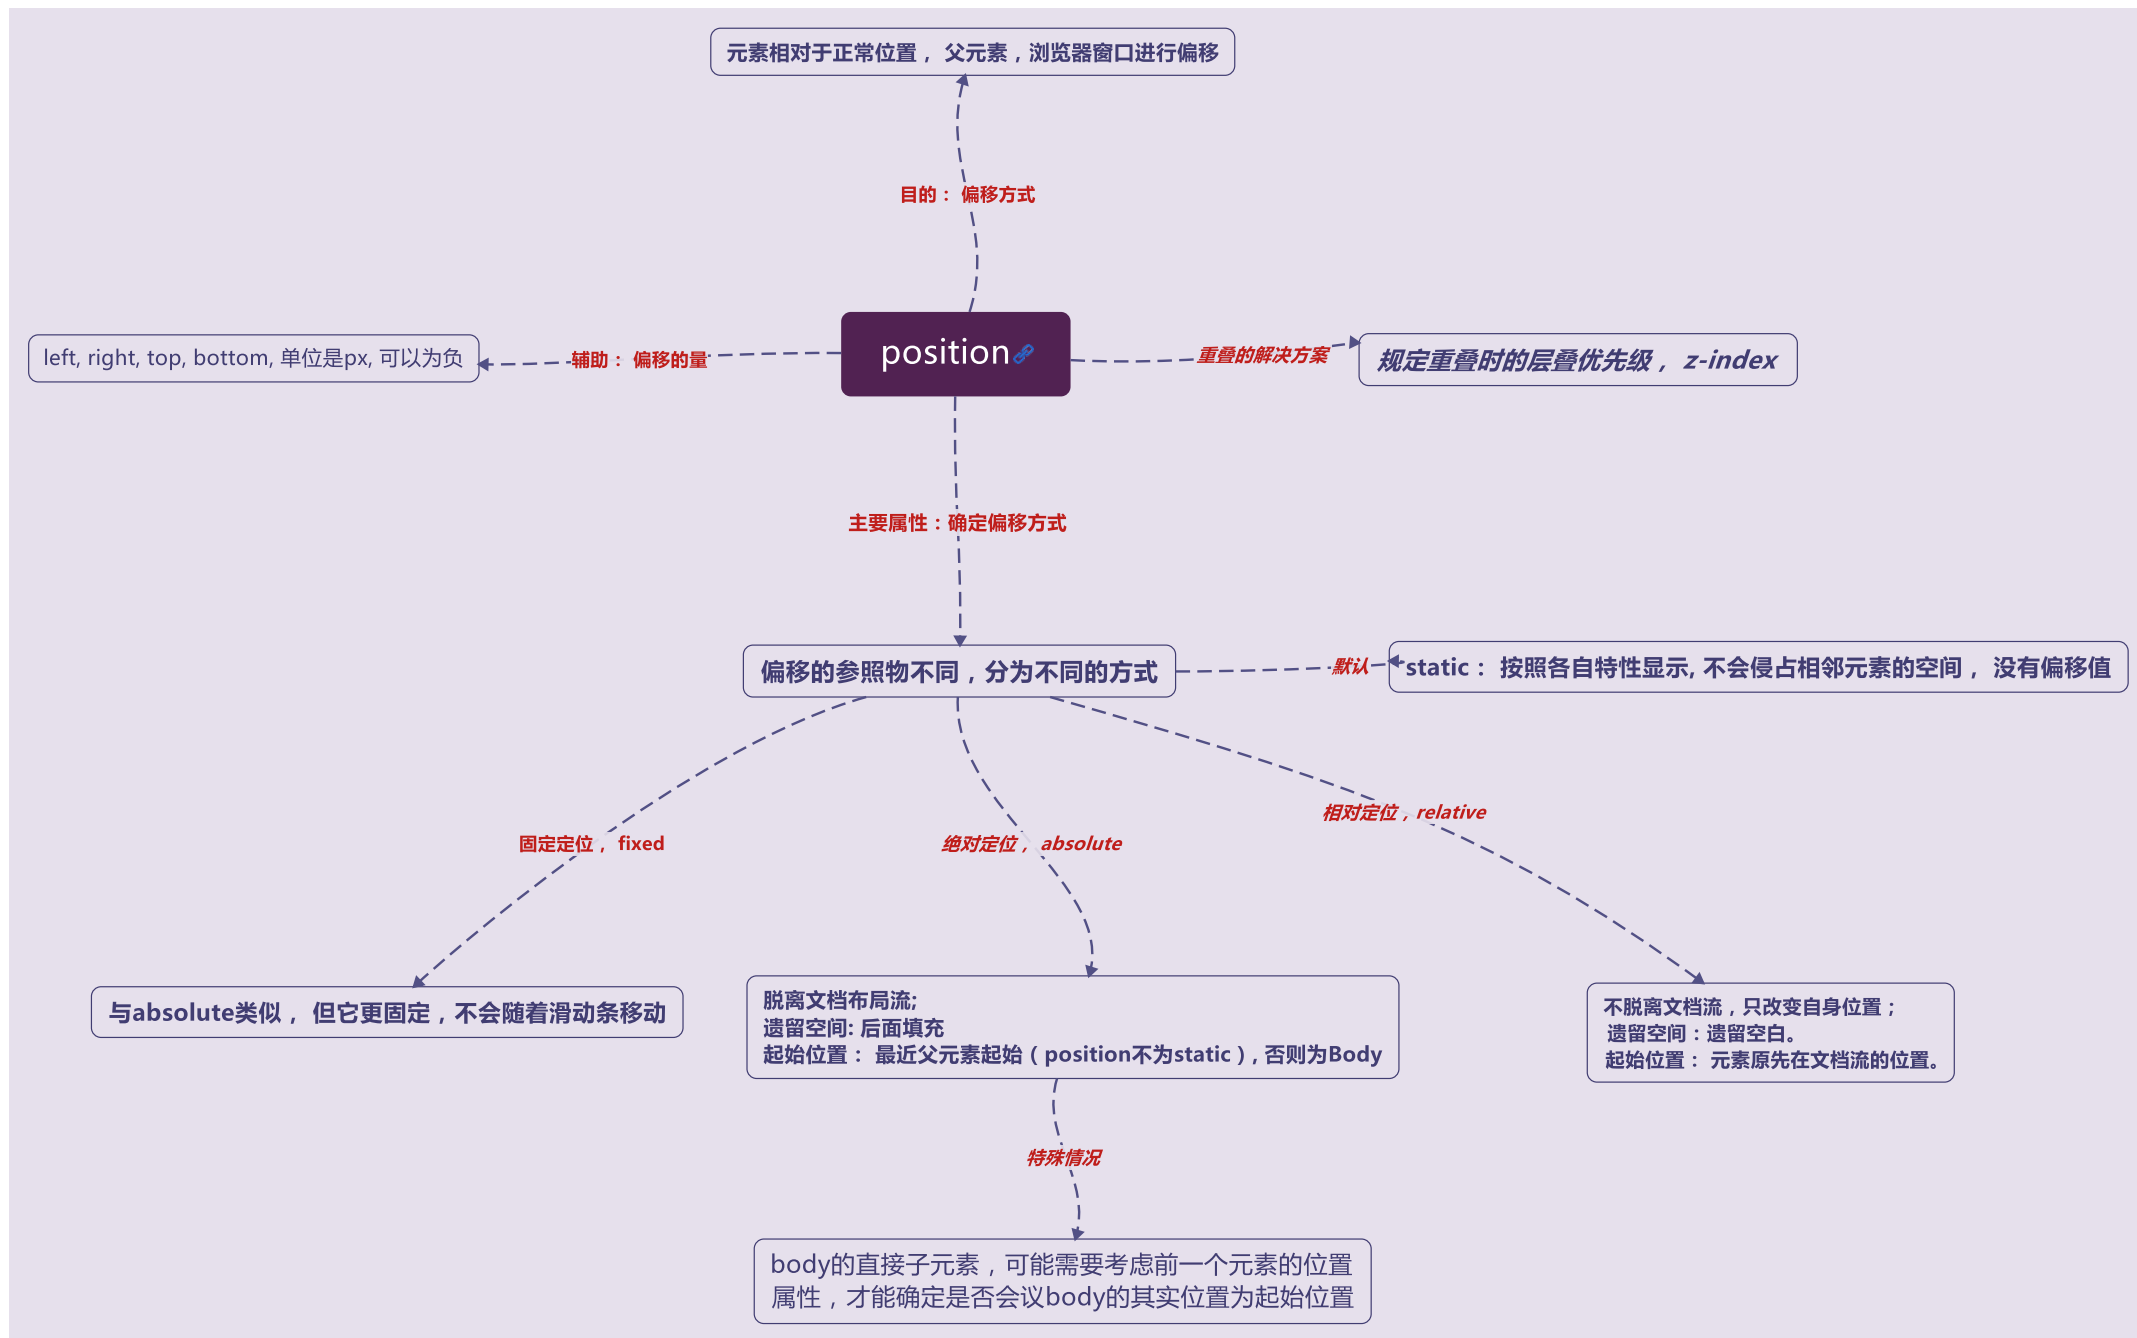 元素相对于正常位置， 父元素，浏览器窗口进行偏移
目的： 偏移方式
left, right, top, bottom, 单位是px, 可以为负
辅助： 偏移的量
position
重叠的解决方案
规定重叠时的层叠优先级， z-index
主要属性：确定偏移方式
偏移的参照物不同，分为不同的方式
默认
static： 按照各自特性显示, 不会侵占相邻元素的空间， 没有偏移值
固定定位， fixed
绝对定位， absolute
相对定位，relative
与absolute类似， 但它更固定，不会随着滑动条移动
脱离文档布局流;
遗留空间: 后面填充
起始位置： 最近父元素起始（position不为static）, 否则为Body
不脱离文档流，只改变自身位置；
遗留空间：遗留空白。
起始位置： 元素原先在文档流的位置。
特殊情况
body的直接子元素，可能需要考虑前一个元素的位置
属性，才能确定是否会议body的其实位置为起始位置